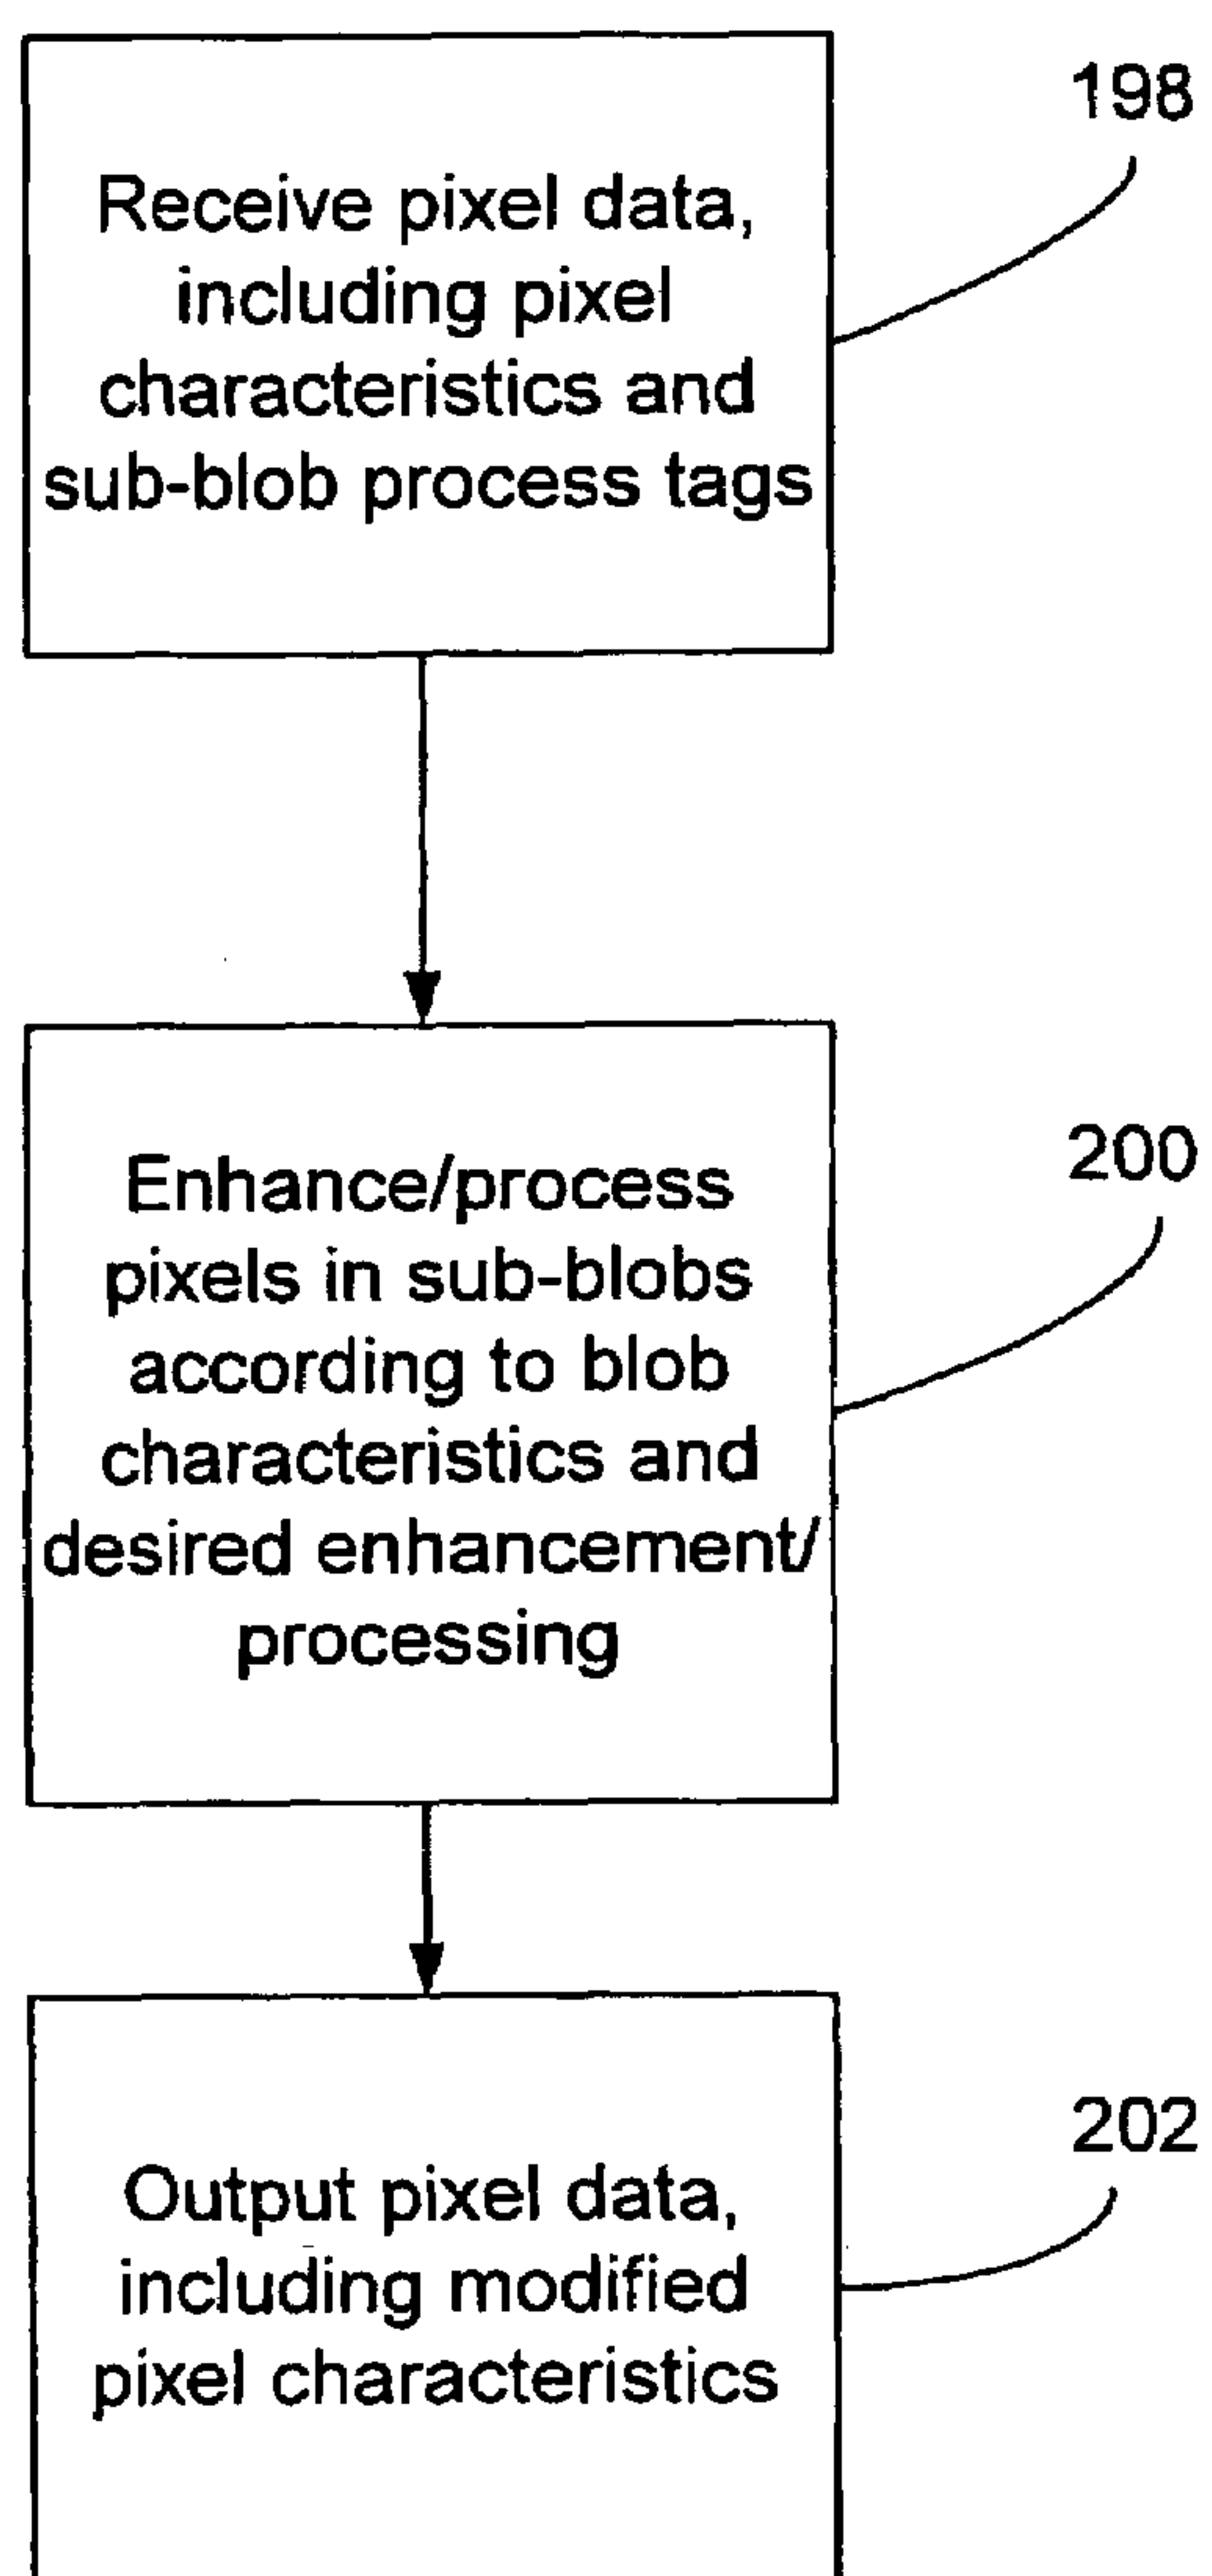 198
Receive pixel data,
including pixel
characteristics and
sub-blob process tags
200
Enhance/process
pixels in sub-blobs
according to blob
characteristics and
desired enhancement/
processing
202
Output pixel data,
including modified
pixel characteristics